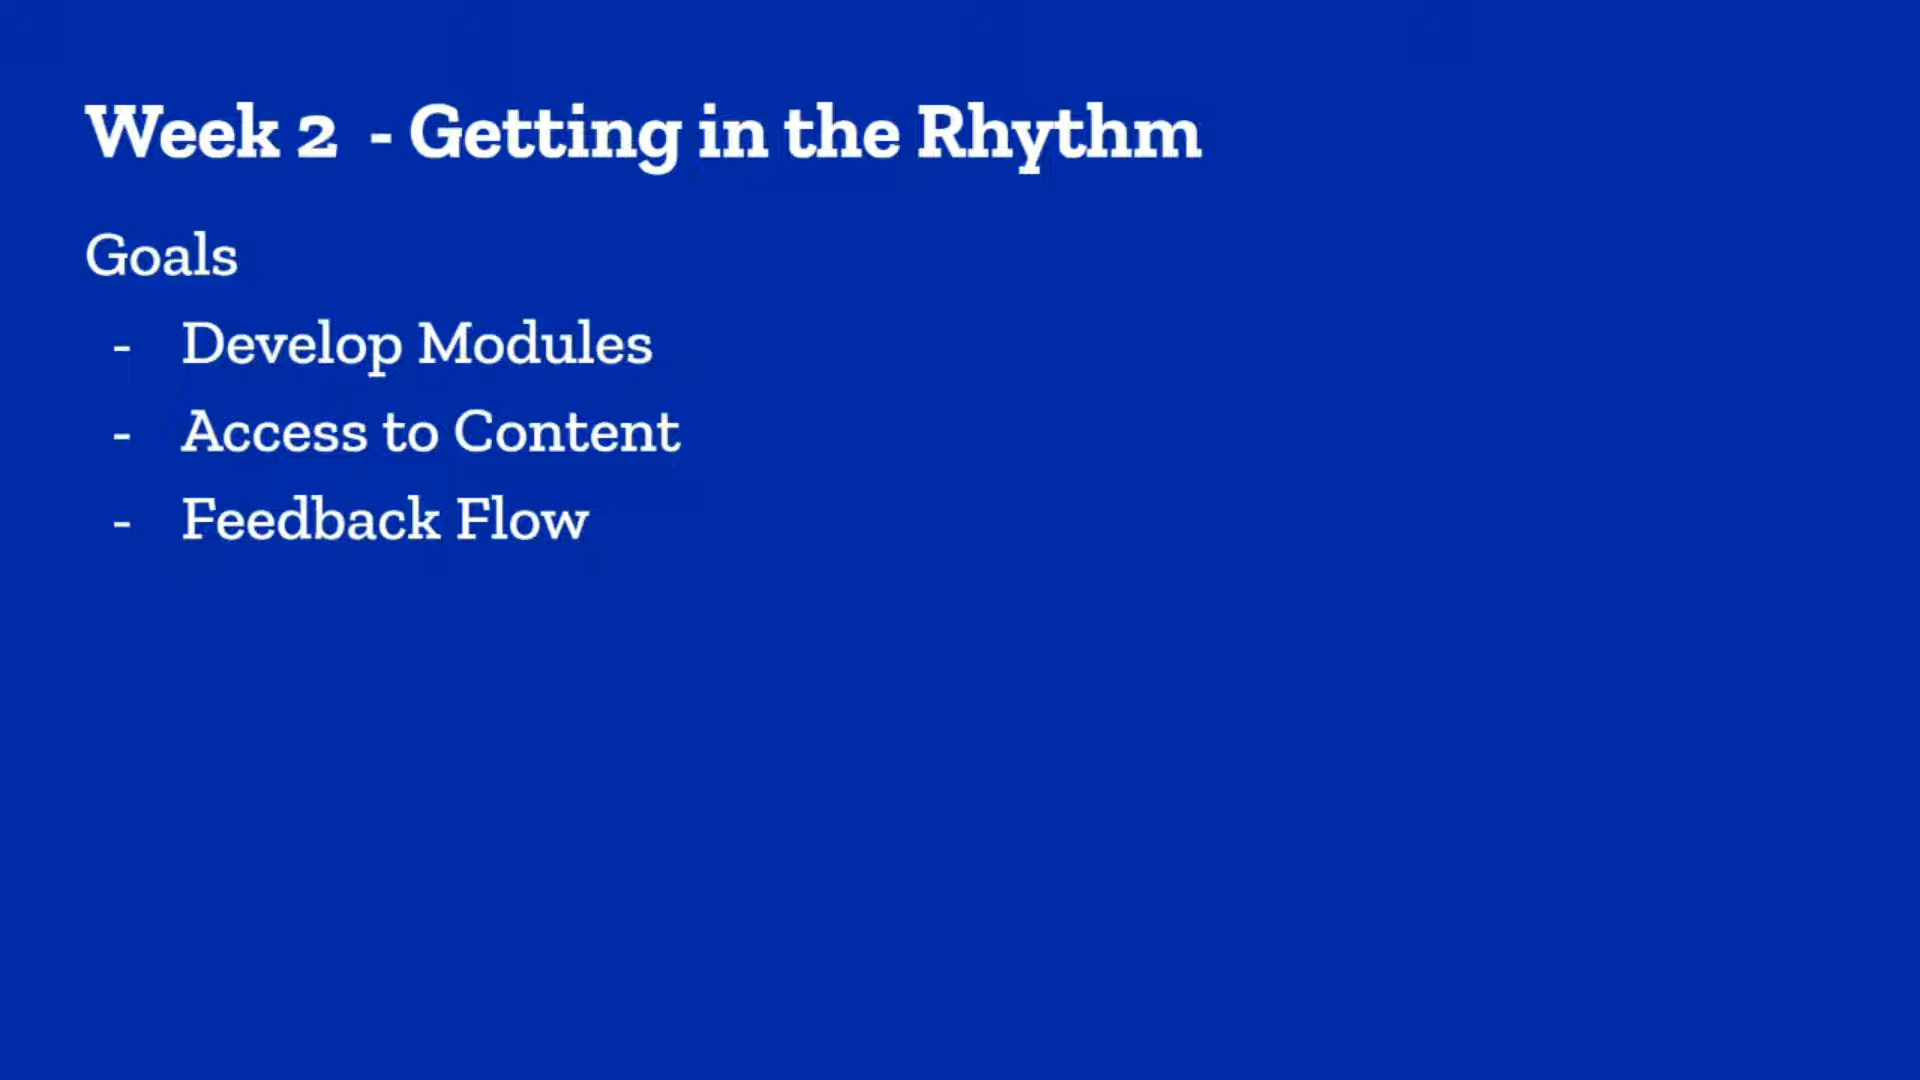 Week 2  - Getting in the Rhythm
Goals
- Develop Modules
- Access to Content
- Feedback Flow